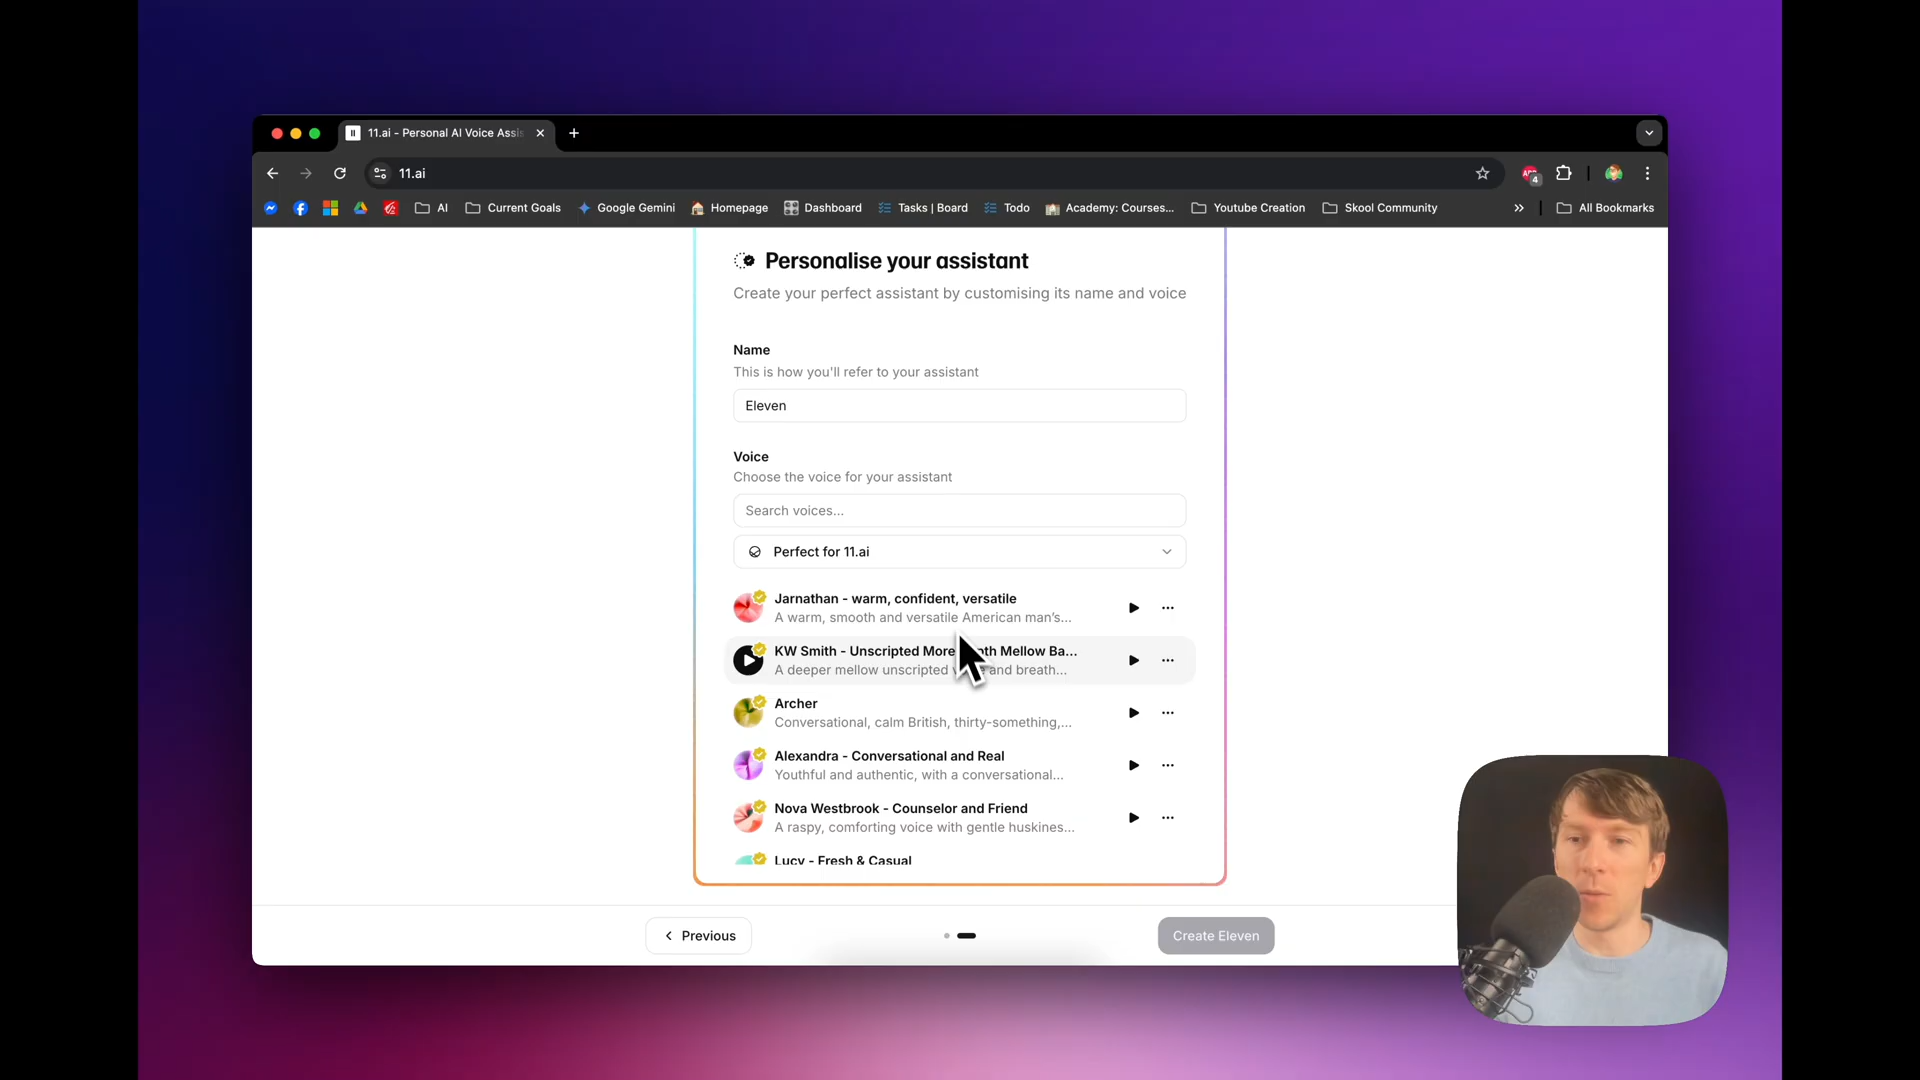 11.ai - Personal AI Voice Assis
11.ai
4
AI
Current Goals
Google Gemini
Homepage
Dashboard
Tasks | Board
Todo
Academy: Courses...
Youtube Creation
Skool Community
All Bookmarks
Personalise your assistant
Create your perfect assistant by customising its name and voice
Name
This is how you'll refer to your assistant
Eleven
Voice
Choose the voice for your assistant
Search voices...
Perfect for 11.ai
Jarnathan - warm, confident, versatile
A warm, smooth and versatile American man's...
KW Smith - Unscripted More Mellow Ba...
A deeper mellow unscripted and breath...
Archer
Conversational, calm British, thirty-something,...
Alexandra - Conversational and Real
Youthful and authentic, with a conversational...
Nova Westbrook - Counselor and Friend
A raspy, comforting voice with gentle huskines...
Lucy - Fresh & Casual
Previous
Create Eleven